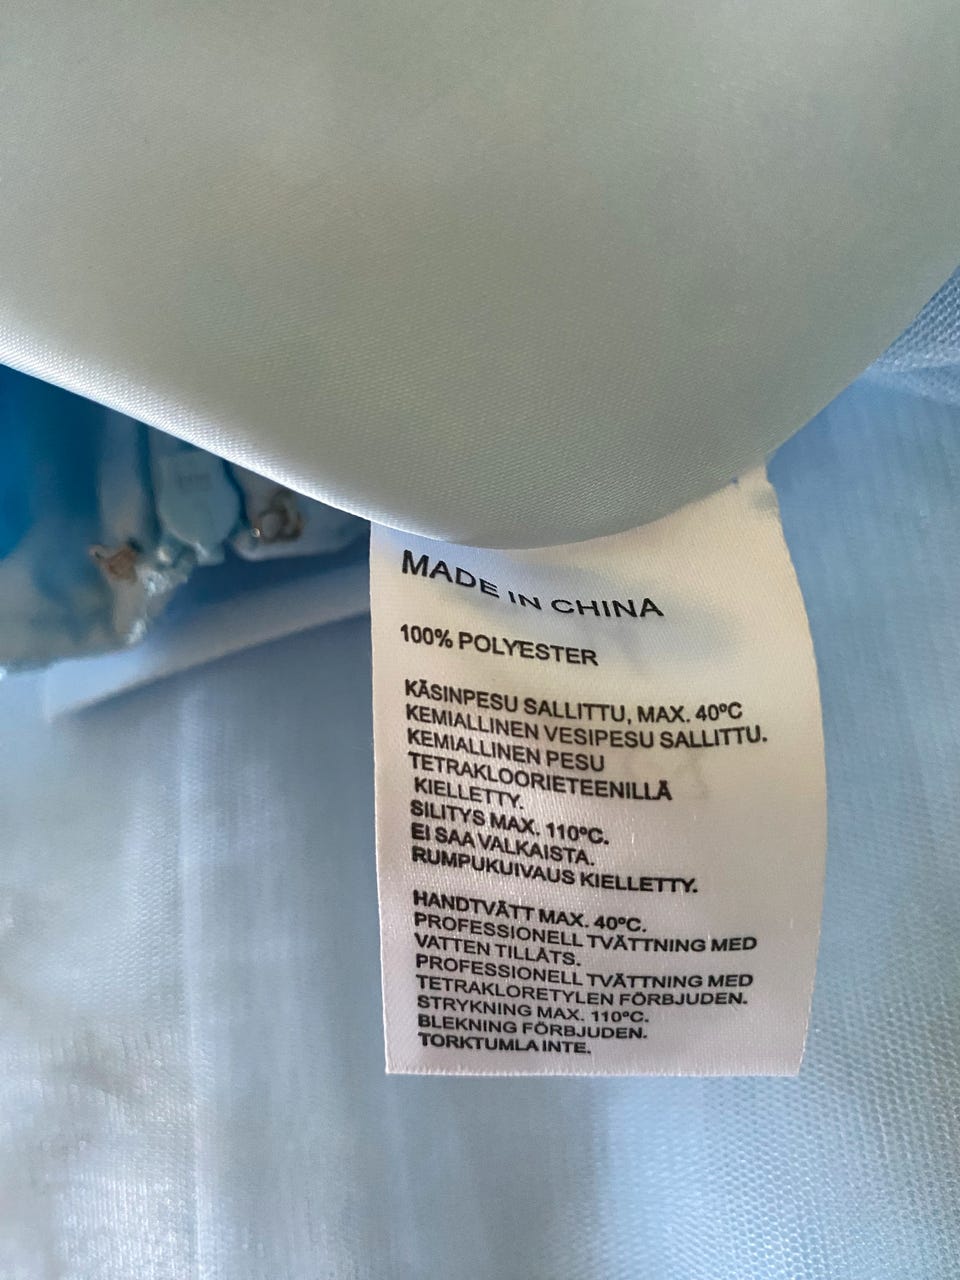 MADE IN CHINA
100% POLYESTER
KÄSINPESU SALLITTU, MAX. 40ºC
KEMIALLINEN VESIPESU SALLITTU.
KEMIALLINEN PESU
TETRAKLOORIETEENILLÄ
KIELLETTY.
SILITYS MAX. 110ºC.
EI SAA VALKAISTA.
RUMPUKUIVAUS KIELLETTY.
HANDTVÄTT MAX. 40ºC.
PROFESSIONELL TVÄTTNING MED
VATTEN TILLÅTS.
PROFESSIONELL TVÄTTNING MED
TETRAKLORETYLEN FÖRBJUDEN.
STRYKNING MAX. 110ºC.
BLEKNING FÖRBJUDEN.
TORKTUMLA INTE.